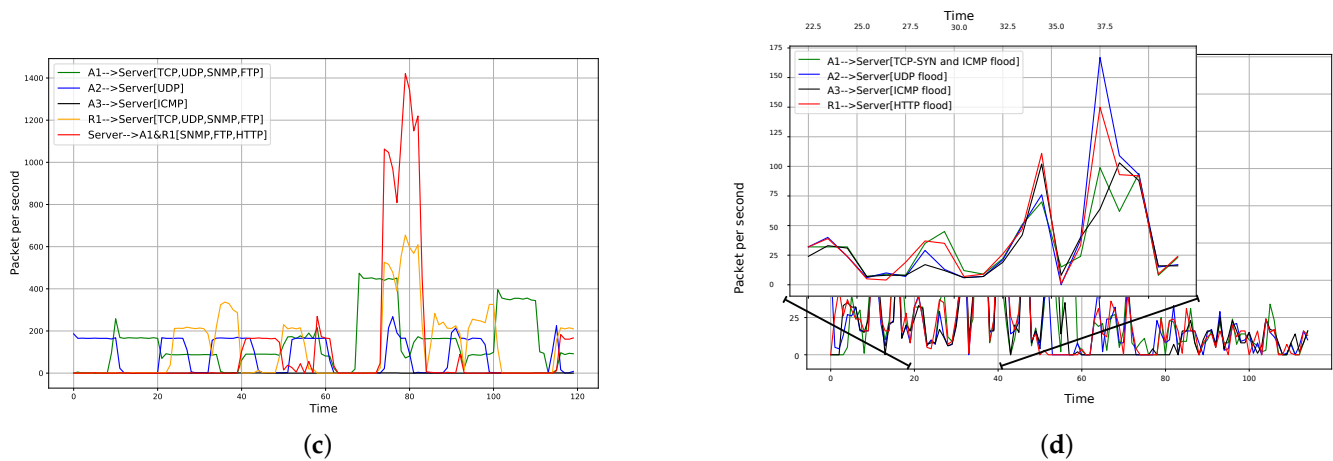 A1-->Server[TCP,UDP,SNMP,FTP]
A2-->Server[UDP]
A3-->Server[ICMP]
R1-->Server[TCP,UDP,SNMP,FTP]
Server-->A1&R1[SNMP,FTP,HTTP]
Packet per second
1400
1200
1000
800
600
400
200
0
0 20 40 60 80 100 120
Time
(c)
Time
22.5 25.0 27.5 30.0 32.5 35.0 37.5
A1-->Server[TCP-SYN and ICMP flood]
A2-->Server[UDP flood]
A3-->Server[ICMP flood]
R1-->Server[HTTP flood]
Packet per second
175
150
125
100
75
50
25
0
25
0
0 20 40 60 80 100
Time
(d)